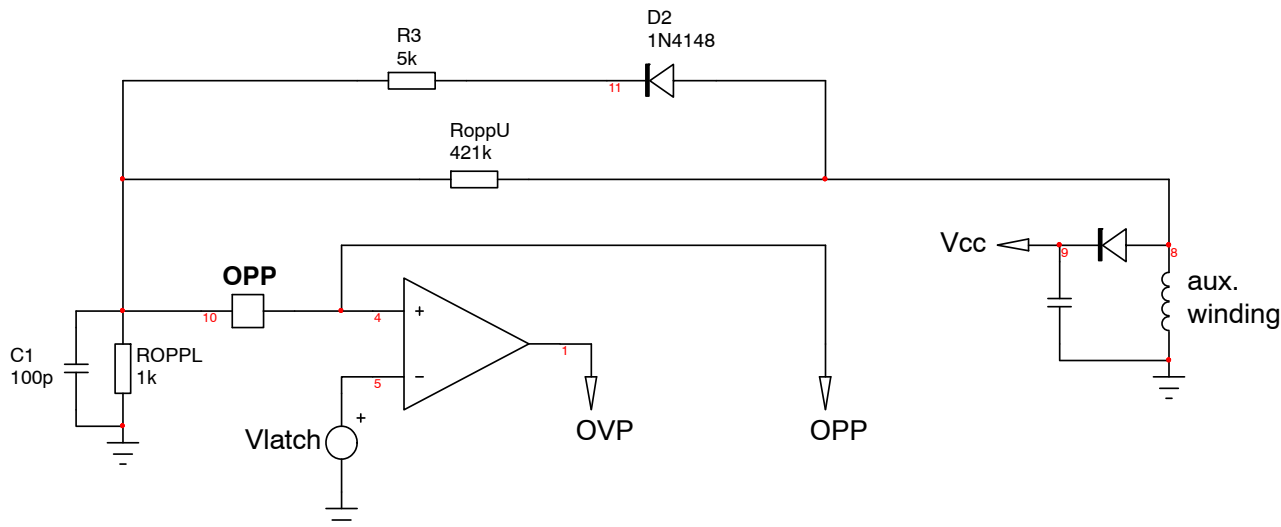 D2
1N4148
R3
5k
11
RoppU
421k
Vcc
9
8
aux.
winding
OPP
10
4
+
C1
100p
ROPPL
1k
1
5
−
+
Vlatch
OVP
OPP